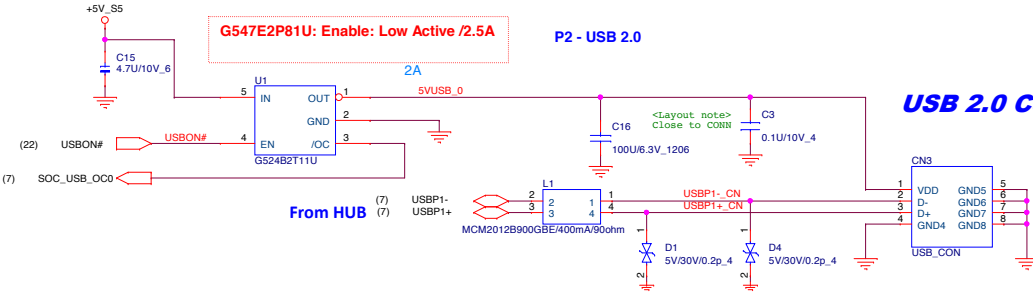 +5V_S5
G547E2P81U: Enable: Low Active /2.5A
P2 - USB 2.0
C15
4.7U/10V_6
2A
U1
5 IN OUT 1 5VUSB_0
USB 2.0 C
GND 2
<Layout note>
Close to CONN
C3
0.1U/10V_4
C16
100U/6.3V_1206
(22) USBON# USBON# 4 EN /OC 3
G524B2T11U
(7) SOC_USB_OC0
CN3
1 VDD GND5 5
2 D- GND6 6
3 D+ GND7 7
4 GND4 GND8 8
USB_CON
From HUB
L1
(7) USBP1- 2 2 1 1 USBP1-_CN
(7) USBP1+ 3 3 4 4 USBP1+_CN
MCM2012B900GBE/400mA/90ohm
1 1
D1
5V/30V/0.2p_4
D4
5V/30V/0.2p_4
2 2